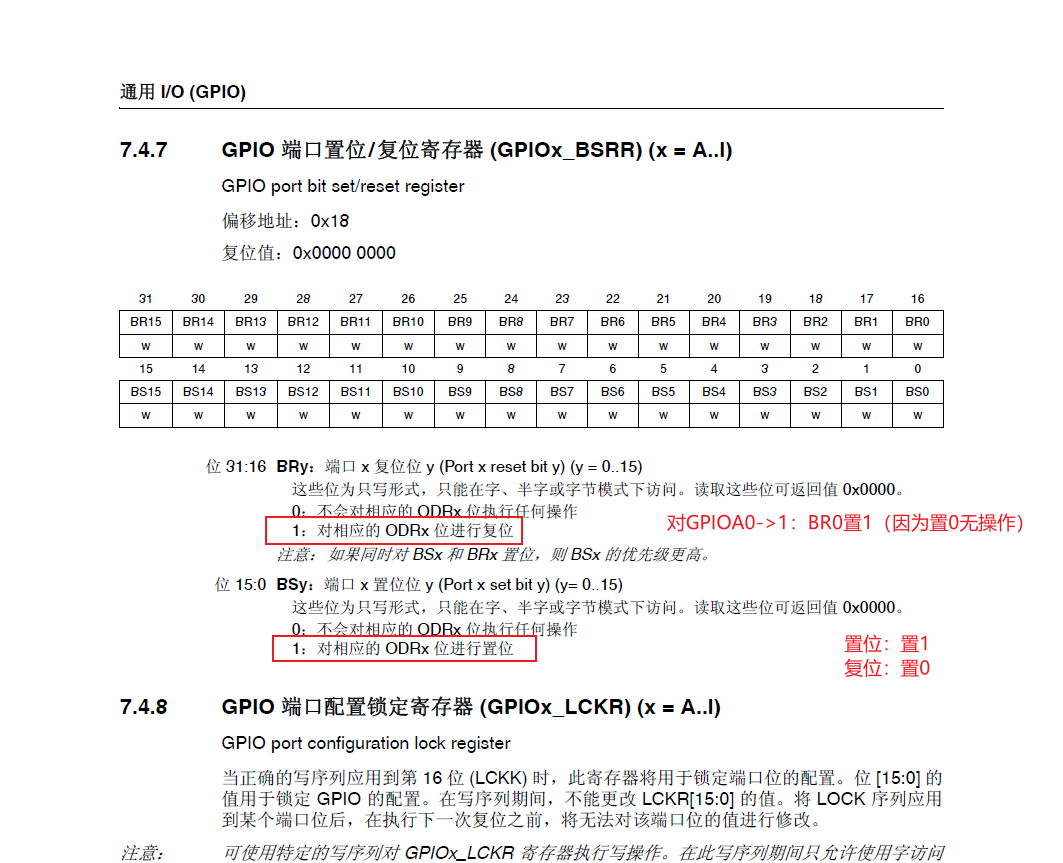 通用 I/O (GPIO)
7.4.7 GPIO 端口置位/复位寄存器 (GPIOx_BSRR) (x = A..I)
GPIO port bit set/reset register
偏移地址：0x18
复位值：0x0000 0000
31 30 29 28 27 26 25 24 23 22 21 20 19 18 17 16
BR15 BR14 BR13 BR12 BR11 BR10 BR9 BR8 BR7 BR6 BR5 BR4 BR3 BR2 BR1 BR0
w w w w w w w w w w w w w w w w
15 14 13 12 11 10 9 8 7 6 5 4 3 2 1 0
BS15 BS14 BS13 BS12 BS11 BS10 BS9 BS8 BS7 BS6 BS5 BS4 BS3 BS2 BS1 BS0
w w w w w w w w w w w w w w w w
位 31:16 BRy：端口 x 复位位 y (Port x reset bit y) (y = 0..15)
这些位为只写形式，只能在字、半字或字节模式下访问。读取这些位可返回值 0x0000。
0：不会对相应的 ODRx 位执行任何操作
1：对相应的 ODRx 位进行复位
对GPIOA0->1：BR0置1（因为置0无操作）
注意：如果同时对 BSx 和 BRx 置位，则 BSx 的优先级更高。
位 15:0 BSy：端口 x 置位位 y (Port x set bit y) (y= 0..15)
这些位为只写形式，只能在字、半字或字节模式下访问。读取这些位可返回值 0x0000。
0：不会对相应的 ODRx 位执行任何操作
1：对相应的 ODRx 位进行置位
置位：置1
复位：置0
7.4.8 GPIO 端口配置锁定寄存器 (GPIOx_LCKR) (x = A..I)
GPIO port configuration lock register
当正确的写序列应用到第 16 位 (LCKK) 时，此寄存器将用于锁定端口位的配置。位 [15:0] 的
值用于锁定 GPIO 的配置。在写序列期间，不能更改 LCKR[15:0] 的值。将 LOCK 序列应用
到某个端口位后，在执行下一次复位之前，将无法对该端口位的值进行修改。
注意： 可使用特定的写序列对 GPIOx_LCKR 寄存器执行写操作。在此写序列期间只允许使用字访问